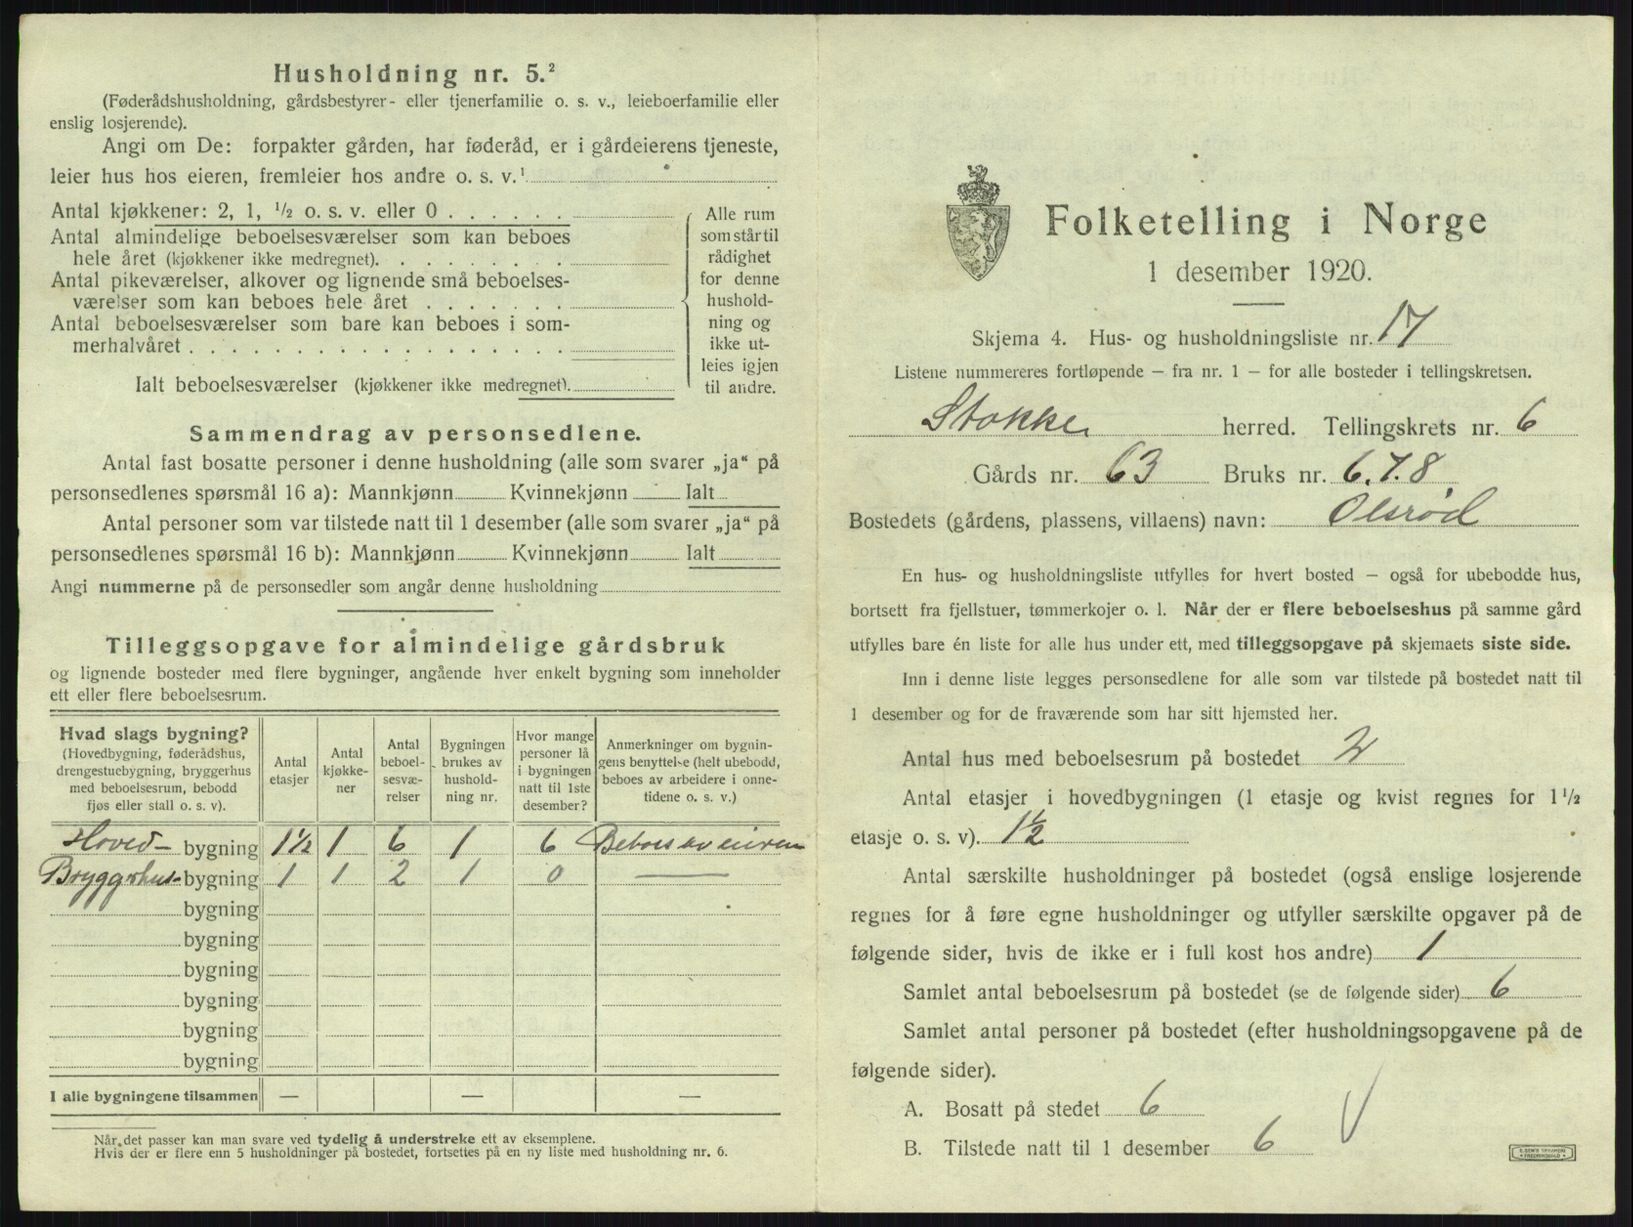 Husholdning nr. 5.²
(Føderådshusholdning, gårdsbestyrer- eller tjenerfamilie o. s. v., leieboerfamilie eller
enslig losjerende).
Angi om De: forpakter gården, har føderåd, er i gårdeierens tjeneste,
leier hus hos eieren, fremleier hos andre o. s. v.¹
Antal kjøkkener: 2, 1, ½ o. s. v. eller 0 . . . . . .
Antal almindelige beboelsesværelser som kan beboes
hele året (kjøkkener ikke medregnet). . . . . . . . .
Antal pikeværelser, alkover og lignende små beboelses-
værelser som kan beboes hele året . . . . . . .
Antal beboelsesværelser som bare kan beboes i som-
merhalvåret . . . . . . . . . . . . . . . . . .
Ialt beboelsesværelser (kjøkkener ikke medregnet).
Alle rum
som står til
rådighet
for denne
hushold-
ning og
ikke ut-
leies igjen
til andre.
Sammendrag av personsedlene.
Antal fast bosatte personer i denne husholdning (alle som svarer „ja“ på
personsedlenes spørsmål 16 a): Mannkjønn Kvinnekjønn Ialt
Antal personer som var tilstede natt til 1 desember (alle som svarer „ja“ på
personsedlenes spørsmål 16 b): Mannkjønn Kvinnekjønn Ialt
Angi nummerne på de personsedler som angår denne husholdning
Tilleggsopgave for almindelige gårdsbruk
og lignende bosteder med flere bygninger, angående hver enkelt bygning som inneholder
ett eller flere beboelsesrum.
Hvad slags bygning?
(Hovedbygning, føderådshus,
drengestuebygning, bryggerhus
med beboelsesrum, bebodd
fjøs eller stall o. s. v).
Antal
etasjer
Antal
kjøkke-
ner
Antal
beboel-
sesvæ-
relser
Bygningen
brukes av
hushold-
ning nr.
Hvor mange
personer lå
i bygningen
natt til 1ste
desember?
Anmerkninger om bygnin-
gens benyttelse (helt ubebodd,
beboes av arbeidere i onne-
tidene o. s. v.)
Hoved- bygning 1½ 1 6 1 6 Beboes av eieren
Bryggerhus- bygning 1 1 2 1 0 —
bygning
bygning
bygning
bygning
bygning
bygning
I alle bygningene tilsammen — — —
Når det passer kan man svare ved tydelig å understreke ett av eksemplene.
Hvis der er flere enn 5 husholdninger på bostedet, fortsettes på en ny liste med husholdning nr. 6.
Folketelling i Norge
1 desember 1920.
Skjema 4. Hus- og husholdningsliste nr. 17
Listene nummereres fortløpende — fra nr. 1 — for alle bosteder i tellingskretsen.
Stokke herred. Tellingskrets nr. 6
Gårds nr. 63 Bruks nr. 6.7.8
Bostedets (gårdens, plassens, villaens) navn: Olsrød
En hus- og husholdningsliste utfylles for hvert bosted — også for ubebodde hus,
bortsett fra fjellstuer, tømmerkojer o. l. Når der er flere beboelseshus på samme gård
utfylles bare én liste for alle hus under ett, med tilleggsopgave på skjemaets siste side.
Inn i denne liste legges personsedlene for alle som var tilstede på bostedet natt til
1 desember og for de fraværende som har sitt hjemsted her.
Antal hus med beboelsesrum på bostedet 2
Antal etasjer i hovedbygningen (1 etasje og kvist regnes for 1½
etasje o. s. v). 1½
Antal særskilte husholdninger på bostedet (også enslige losjerende
regnes for å føre egne husholdninger og utfyller særskilte opgaver på de
følgende sider, hvis de ikke er i full kost hos andre) 1
Samlet antal beboelsesrum på bostedet (se de følgende sider) 6
Samlet antal personer på bostedet (efter husholdningsopgavene på de
følgende sider).
A. Bosatt på stedet 6
B. Tilstede natt til 1 desember 6